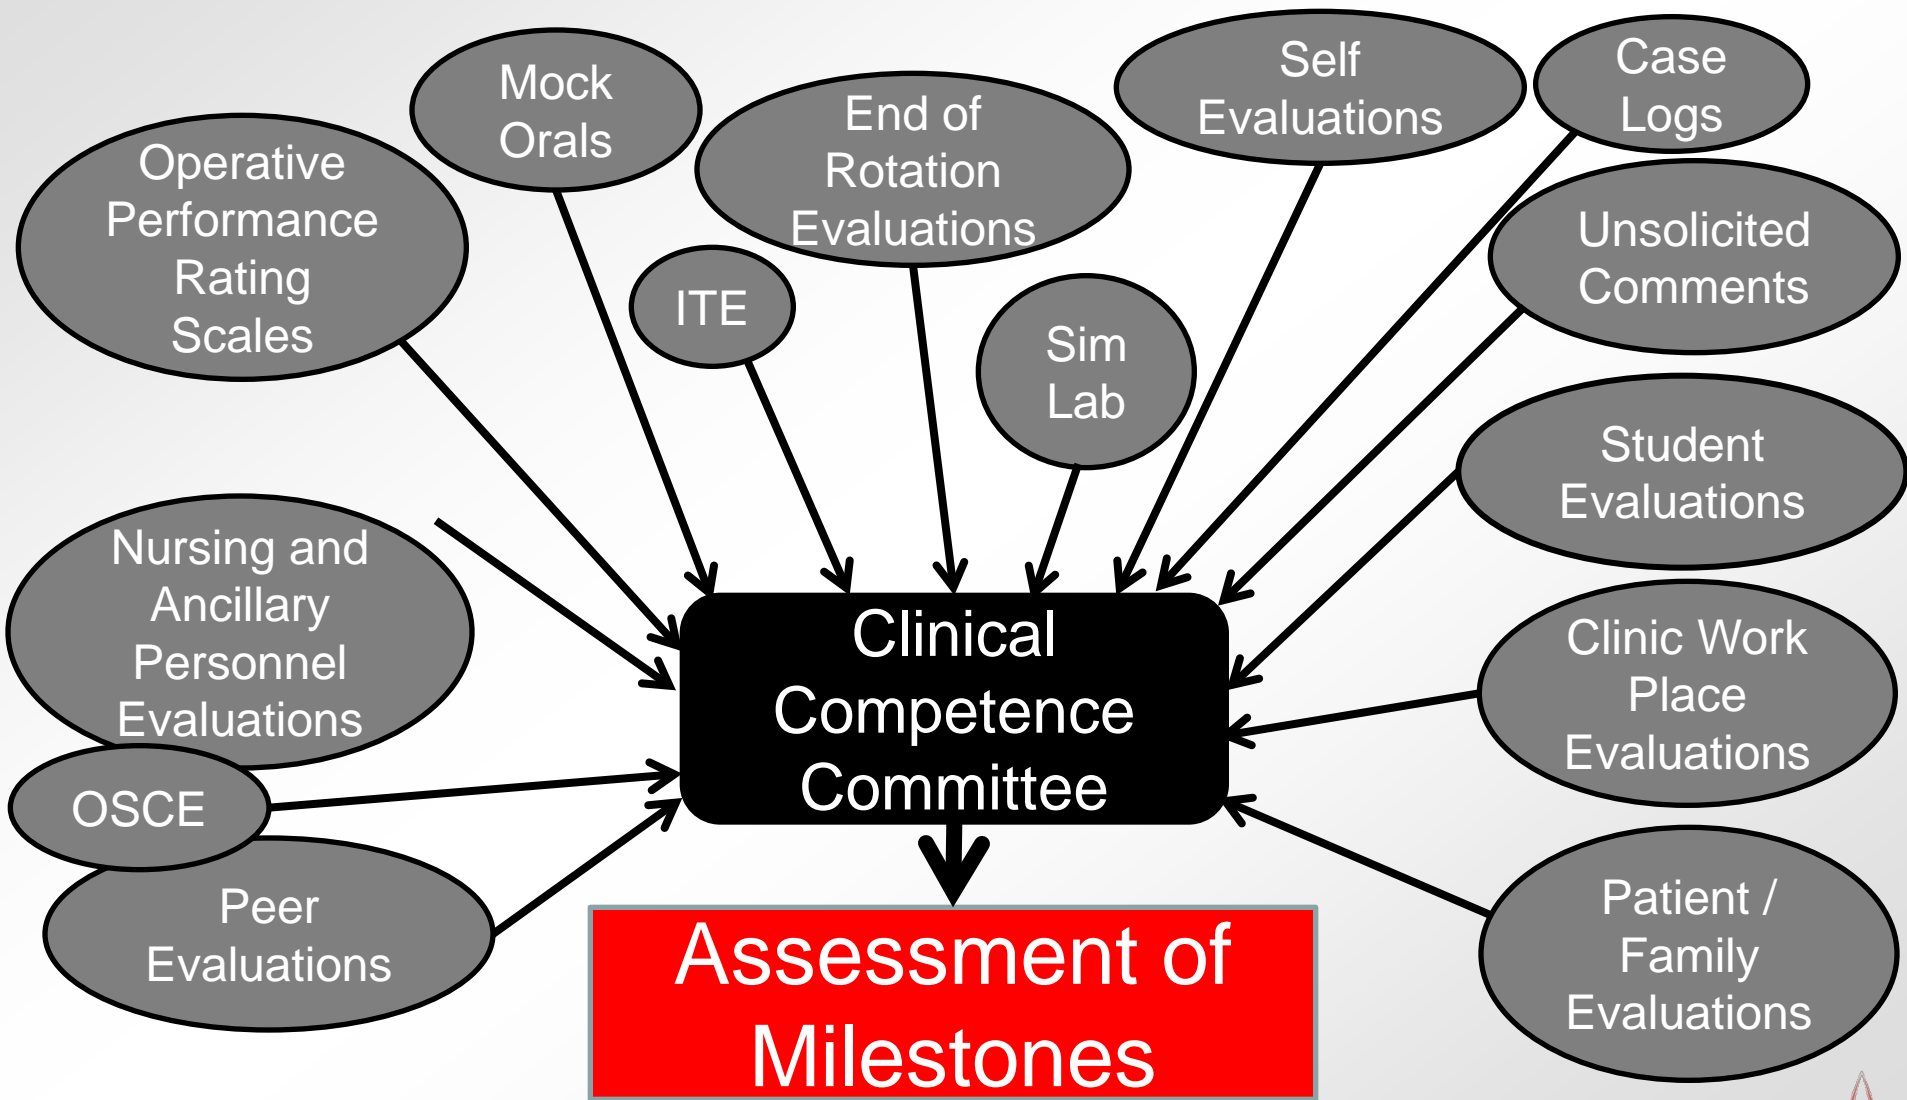 Operative
Performance
Rating
Scales
Mock
Orals
ITE
End of
Rotation
Evaluations
Sim
Lab
Self
Evaluations
Case
Logs
Unsolicited
Comments
Student
Evaluations
Clinic Work
Place
Evaluations
Patient /
Family
Evaluations
Nursing and
Ancillary
Personnel
Evaluations
OSCE
Peer
Evaluations
Clinical
Competence
Committee
Assessment of
Milestones